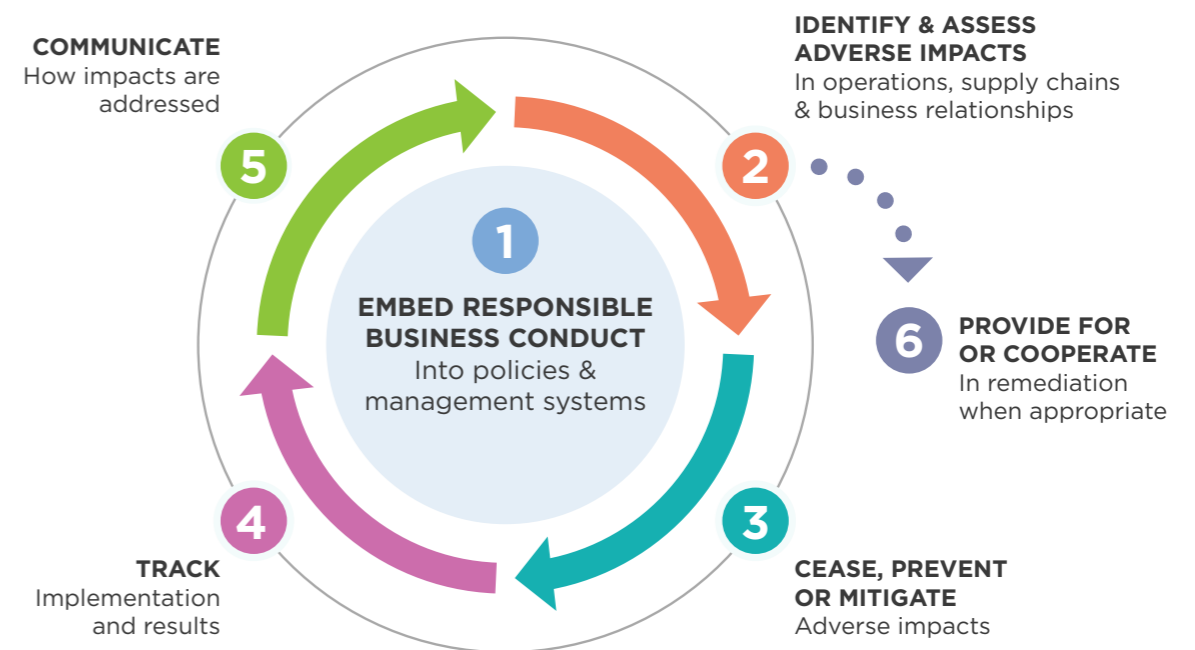 COMMUNICATE
How impacts are
addressed
5
IDENTIFY & ASSESS
ADVERSE IMPACTS
In operations, supply chains
& business relationships
2
1
EMBED RESPONSIBLE
BUSINESS CONDUCT
Into policies &
management systems
6
PROVIDE FOR
OR COOPERATE
In remediation
when appropriate
4
TRACK
Implementation
and results
3
CEASE, PREVENT
OR MITIGATE
Adverse impacts